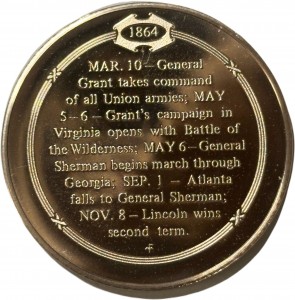 1864
MAR. 10—General
Grant takes command
of all Union armies; MAY
5-6—Grant's campaign in
Virginia opens with Battle of
the Wilderness; MAY 6—General
Sherman begins march through
Georgia; SEP. 1—Atlanta
falls to General Sherman;
NOV. 8—Lincoln wins
second term.